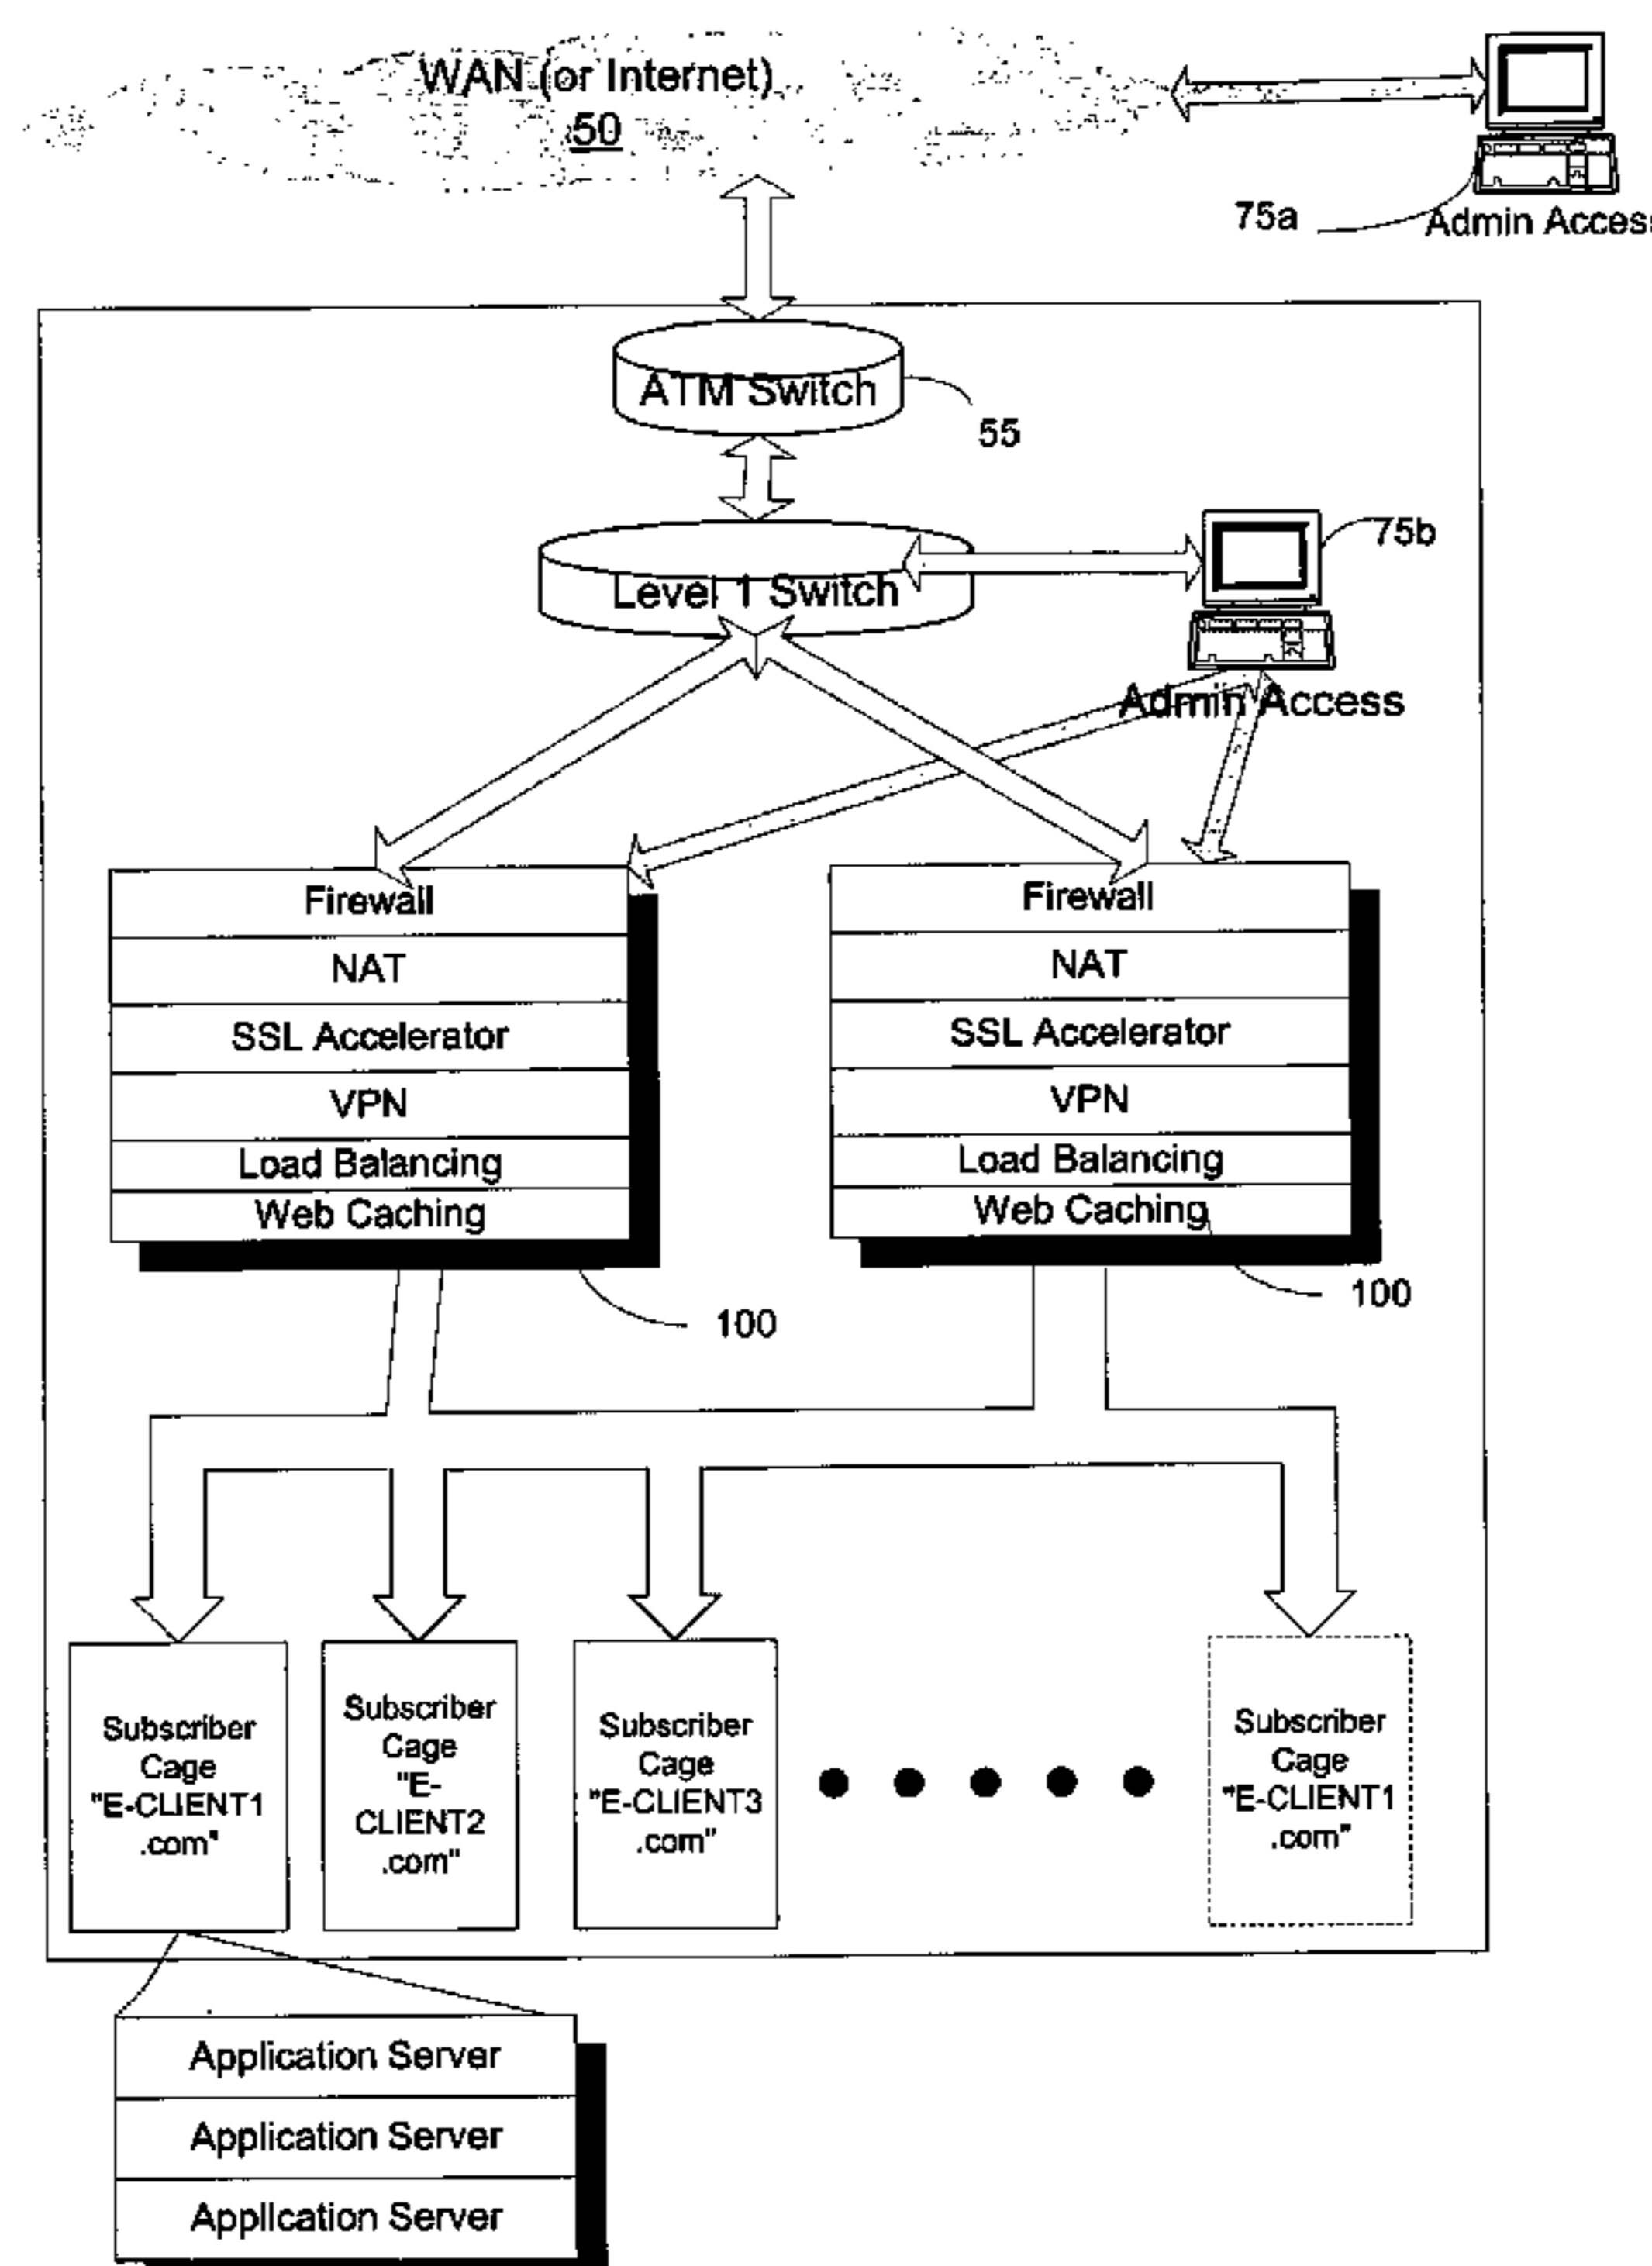 WAN (or Internet)
50
75a
Admin Access
ATM Switch
55
Level 1 Switch
75b
Admin Access
Firewall
NAT
SSL Accelerator
VPN
Load Balancing
Web Caching
100
Firewall
NAT
SSL Accelerator
VPN
Load Balancing
Web Caching
100
Subscriber
Cage
"E-CLIENT1
.com"
Subscriber
Cage
"E-
CLIENT2
.com"
Subscriber
Cage
"E-CLIENT3
.com"
Subscriber
Cage
"E-CLIENT1
.com"
Application Server
Application Server
Application Server